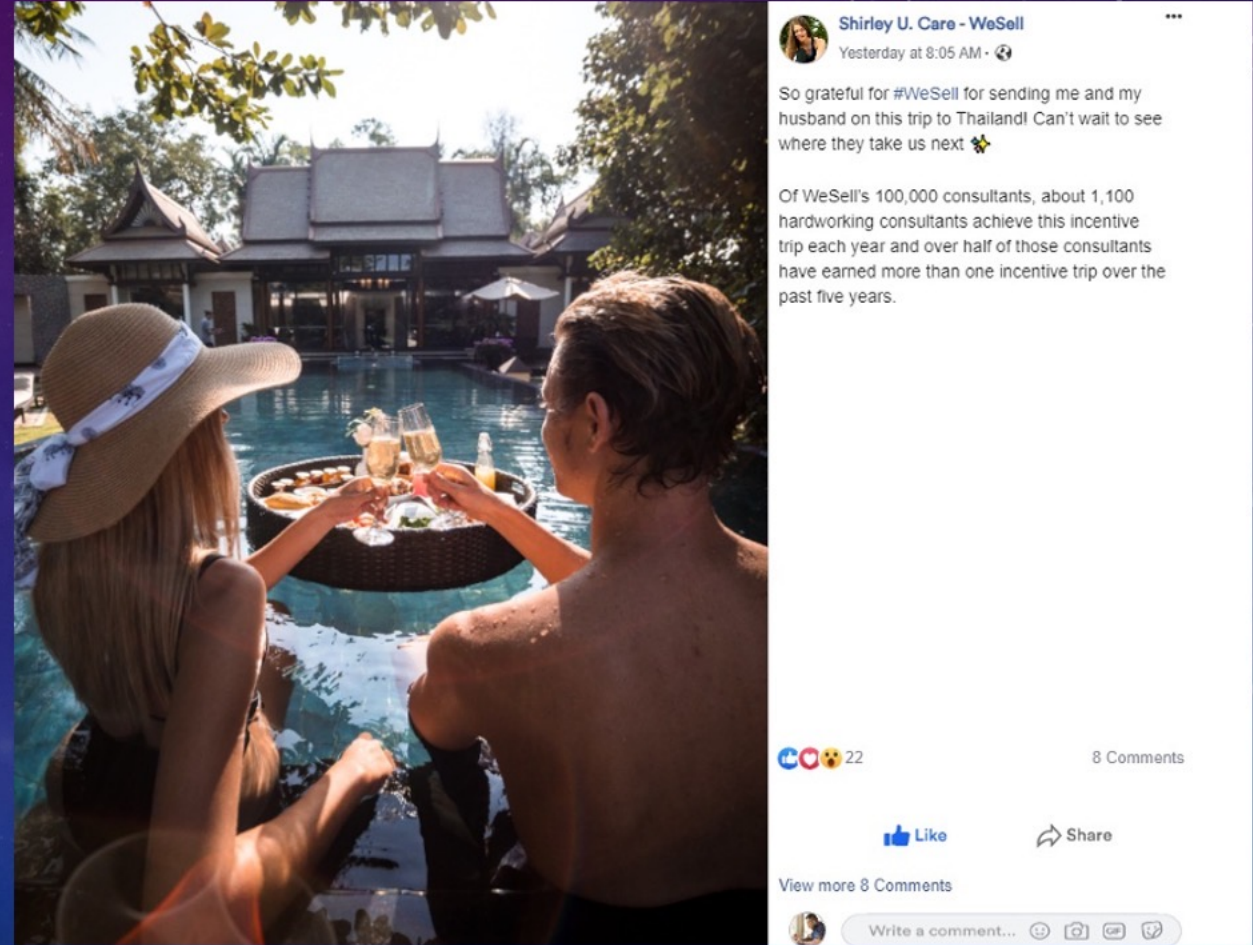 Shirley U. Care - WeSell
Yesterday at 8:05 AM ·
So grateful for #WeSell for sending me and my
husband on this trip to Thailand! Can't wait to see
where they take us next ✨
Of WeSell's 100,000 consultants, about 1,100
hardworking consultants achieve this incentive
trip each year and over half of those consultants
have earned more than one incentive trip over the
past five years.
22
8 Comments
Like
Share
View more 8 Comments
Write a comment...
GIF